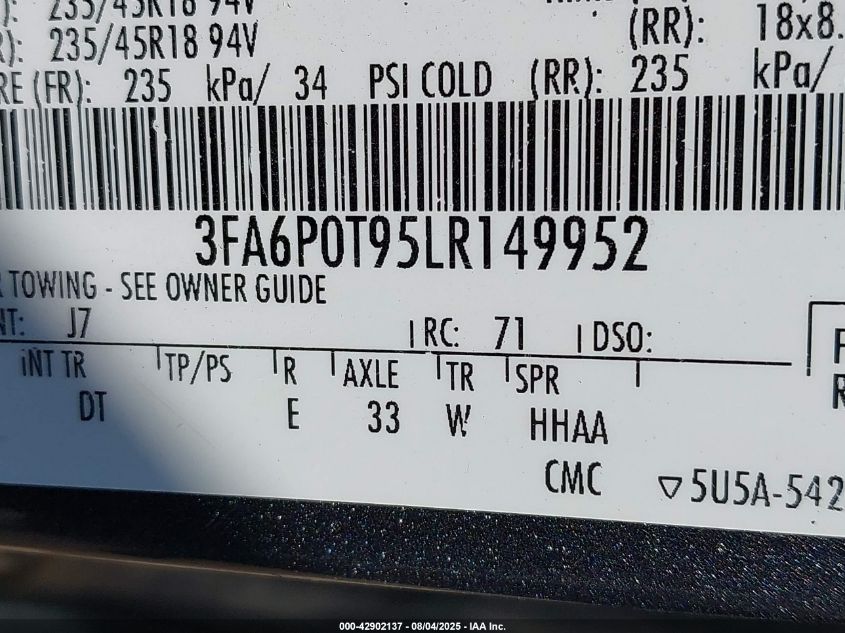 ): 235/45R18 94V
R): 235/45R18 94V (RR): 18x8.
RE (FR): 235 kPa/ 34 PSI COLD (RR): 235 kPa/
3FA6P0T95LR149952
R TOWING - SEE OWNER GUIDE
NT: J7 RC: 71 DSO:
INT TR TP/PS R AXLE TR SPR
DT E 33 W HHAA
CMC ▽5U5A-542
000-42902137 - 08/04/2025 - IAA Inc.